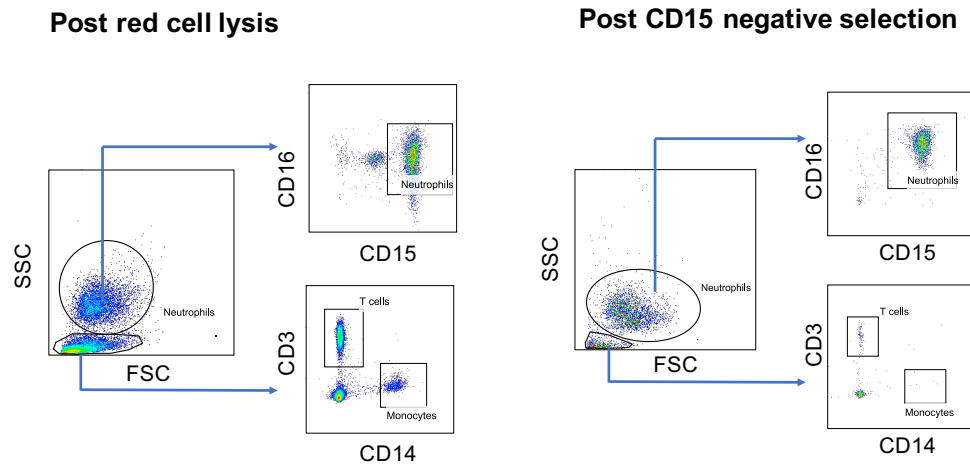 Post red cell lysis
Post CD15 negative selection
SSC
FSC
Neutrophils
CD16
CD15
Neutrophils
CD3
CD14
T cells
Monocytes
SSC
FSC
Neutrophils
CD16
CD15
Neutrophils
CD3
CD14
T cells
Monocytes